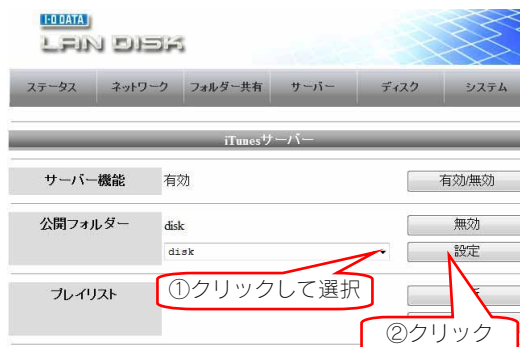 I-O DATA
LAN DISK
ステータス ネットワーク フォルダー共有 サーバー ディスク システム
iTunesサーバー
サーバー機能 有効 有効/無効
公開フォルダー disk 無効
disk 設定
プレイリスト
①クリックして選択
②クリック